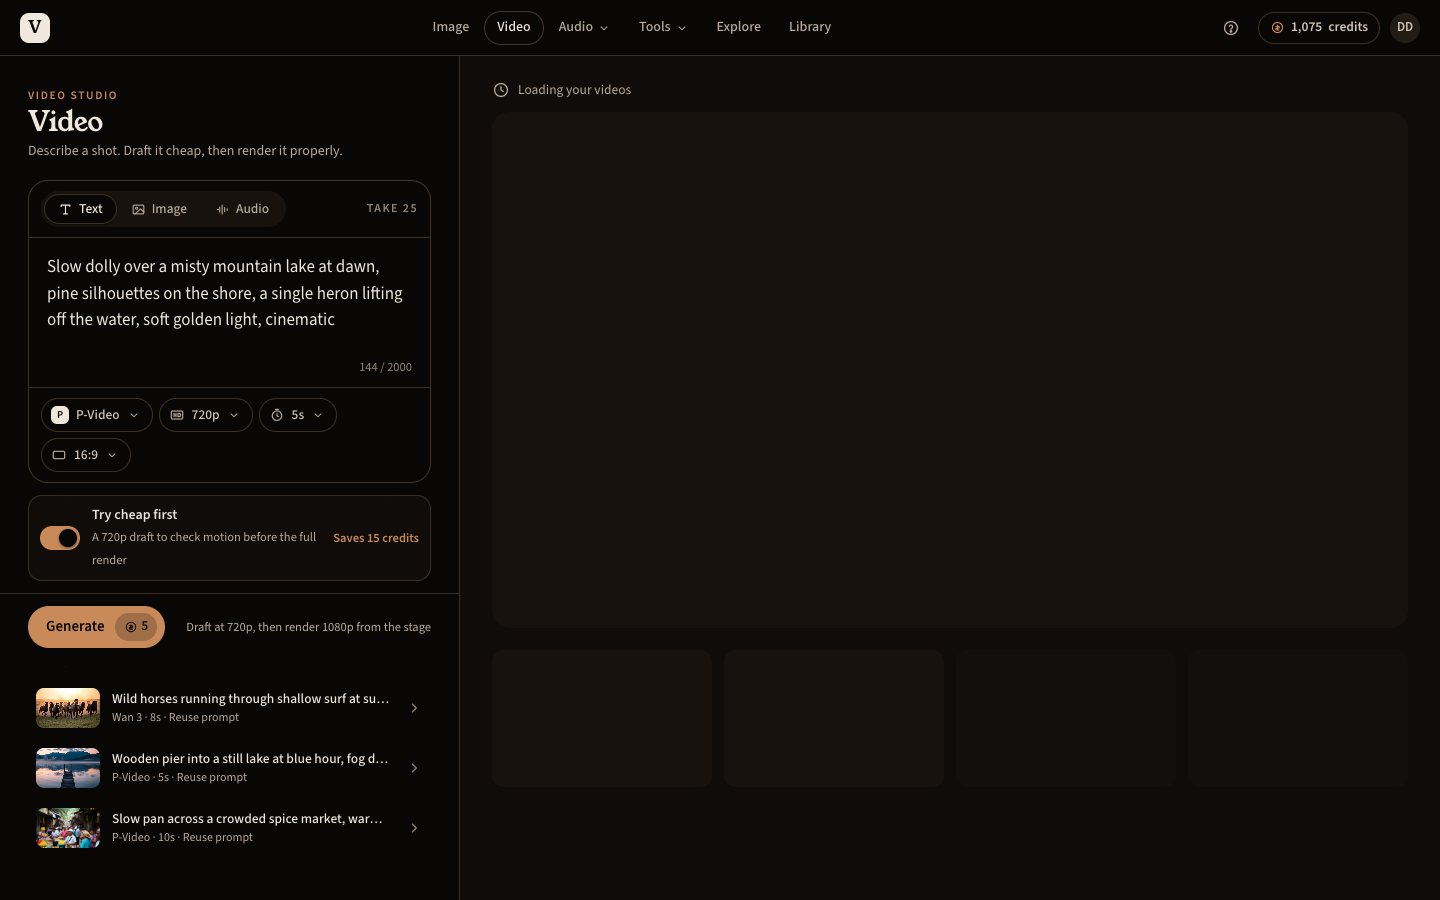 V
Image
Video
Audio
Tools
Explore
Library
1,075 credits
DD
VIDEO STUDIO
Video
Describe a shot. Draft it cheap, then render it properly.
Text
Image
Audio
TAKE 25
Slow dolly over a misty mountain lake at dawn,
pine silhouettes on the shore, a single heron lifting
off the water, soft golden light, cinematic
144 / 2000
P P-Video
HD 720p
5s
16:9
Try cheap first
A 720p draft to check motion before the full
render
Saves 15 credits
Generate 5
Draft at 720p, then render 1080p from the stage
Wild horses running through shallow surf at su…
Wan 3 · 8s · Reuse prompt
Wooden pier into a still lake at blue hour, fog d…
P-Video · 5s · Reuse prompt
Slow pan across a crowded spice market, war…
P-Video · 10s · Reuse prompt
Loading your videos